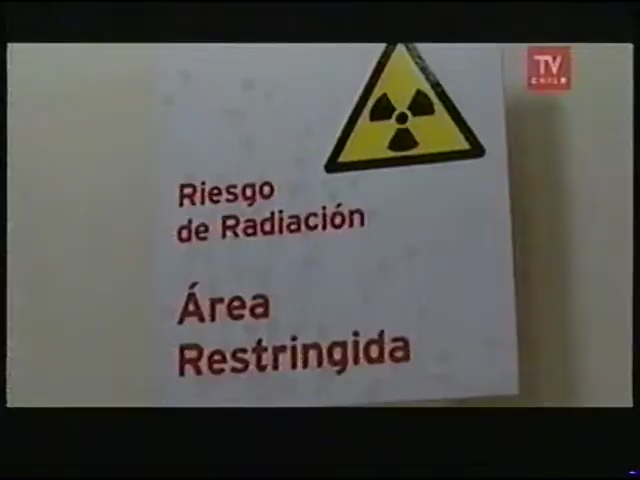 TV
CHILE
Riesgo
de Radiación
Área
Restringida